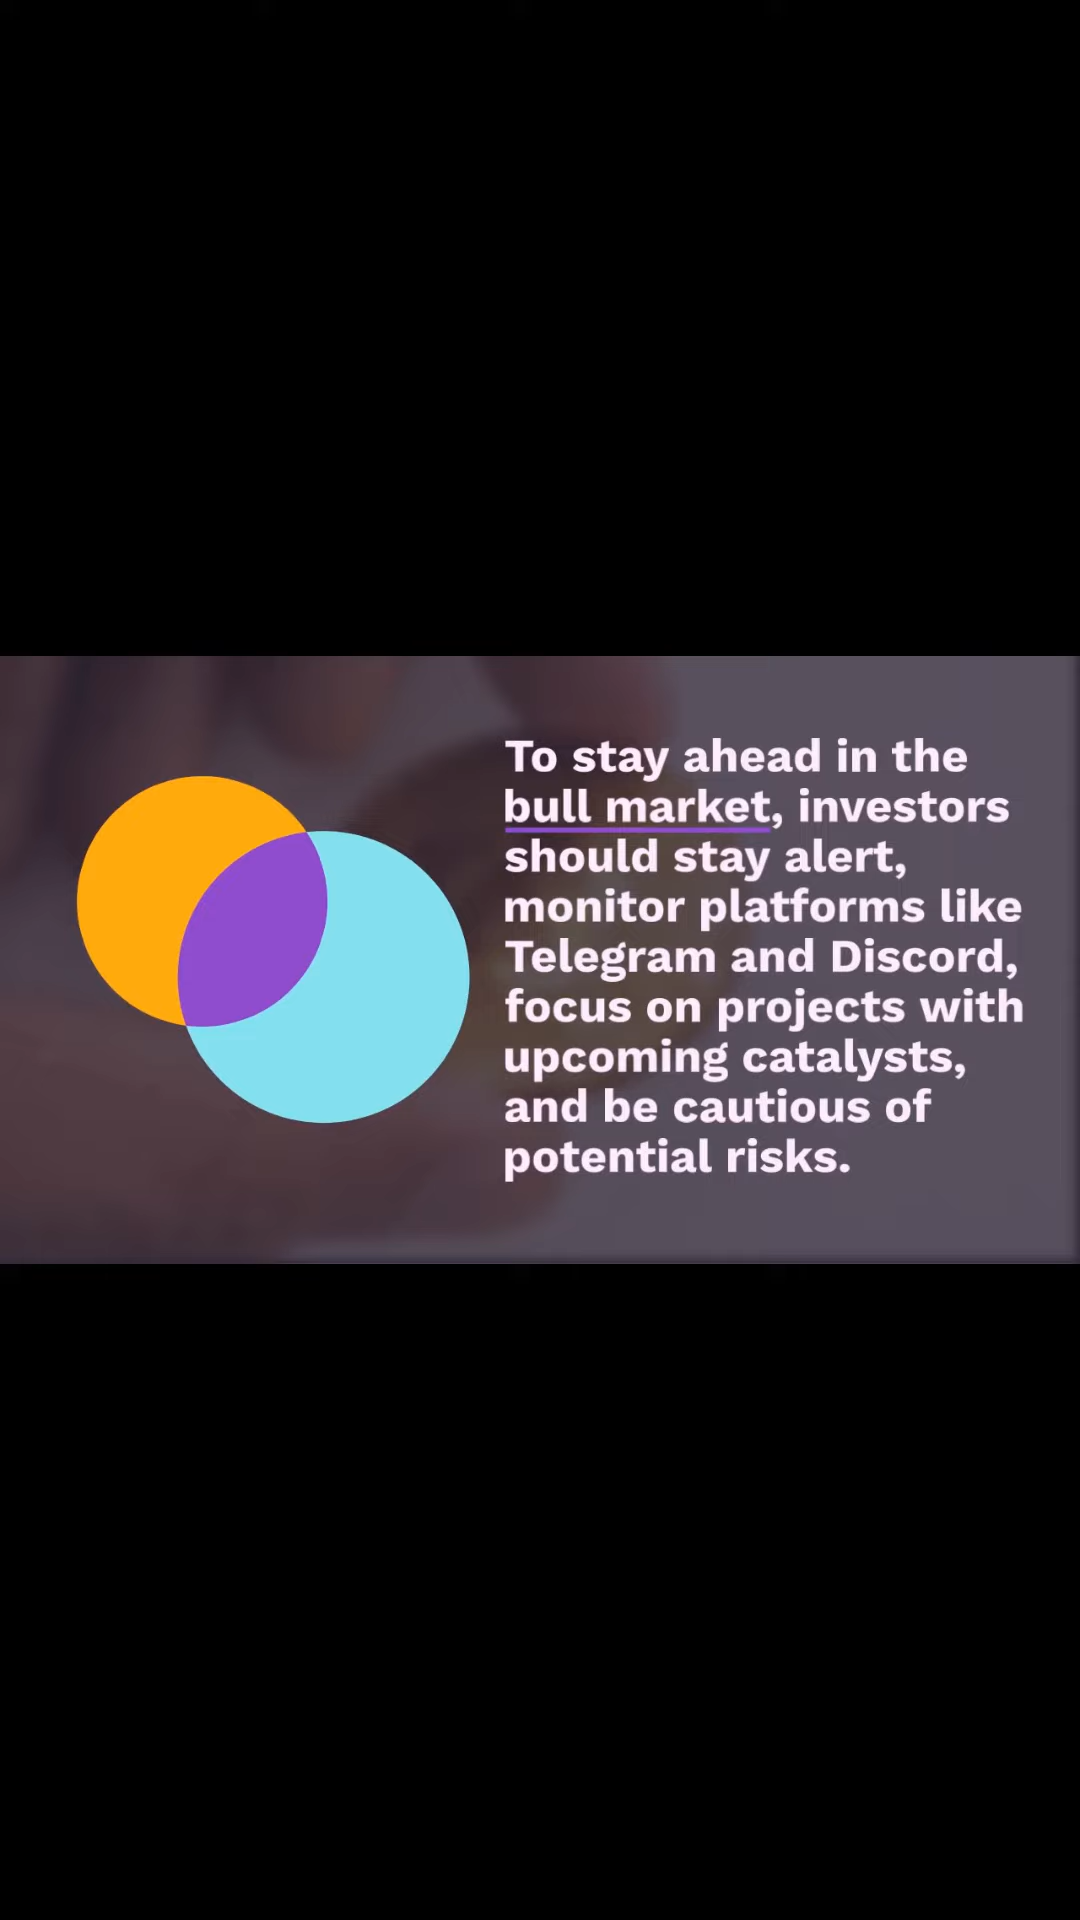 To stay ahead in the
bull market, investors
should stay alert,
monitor platforms like
Telegram and Discord,
focus on projects with
upcoming catalysts,
and be cautious of
potential risks.